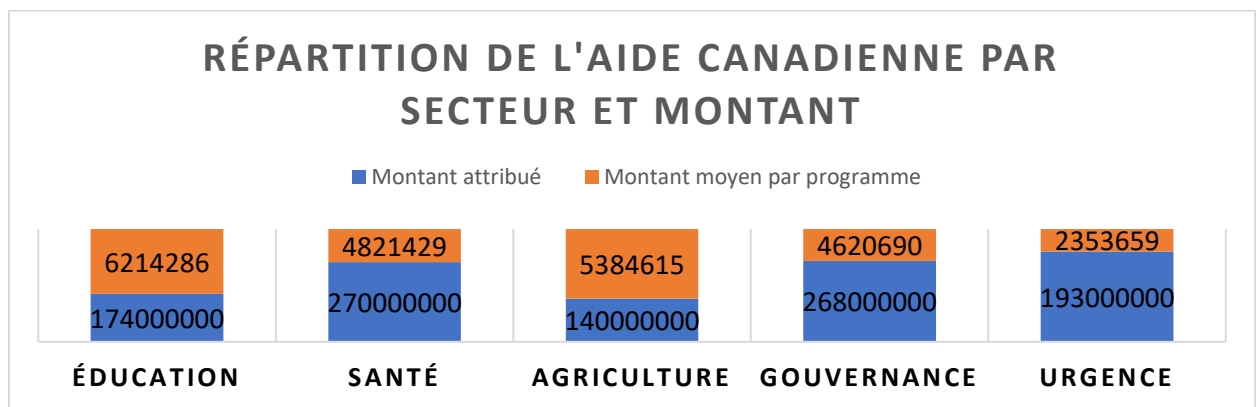 RÉPARTITION DE L'AIDE CANADIENNE PAR
SECTEUR ET MONTANT
Montant attribué Montant moyen par programme
6214286 4821429 5384615 4620690 2353659
174000000 270000000 140000000 268000000 193000000
ÉDUCATION SANTÉ AGRICULTURE GOUVERNANCE URGENCE